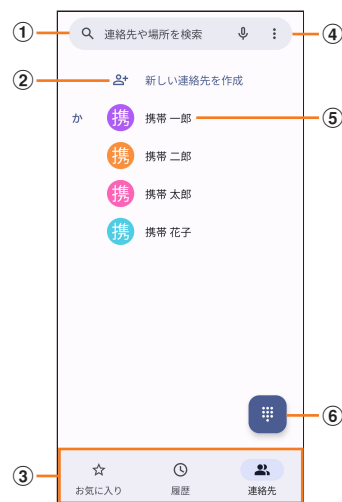 ① 連絡先や場所を検索 ④
② 新しい連絡先を作成
か 携 携帯 一郎 ⑤
携 携帯 二郎
携 携帯 太郎
携 携帯 花子
⑥
③ お気に入り 履歴 連絡先